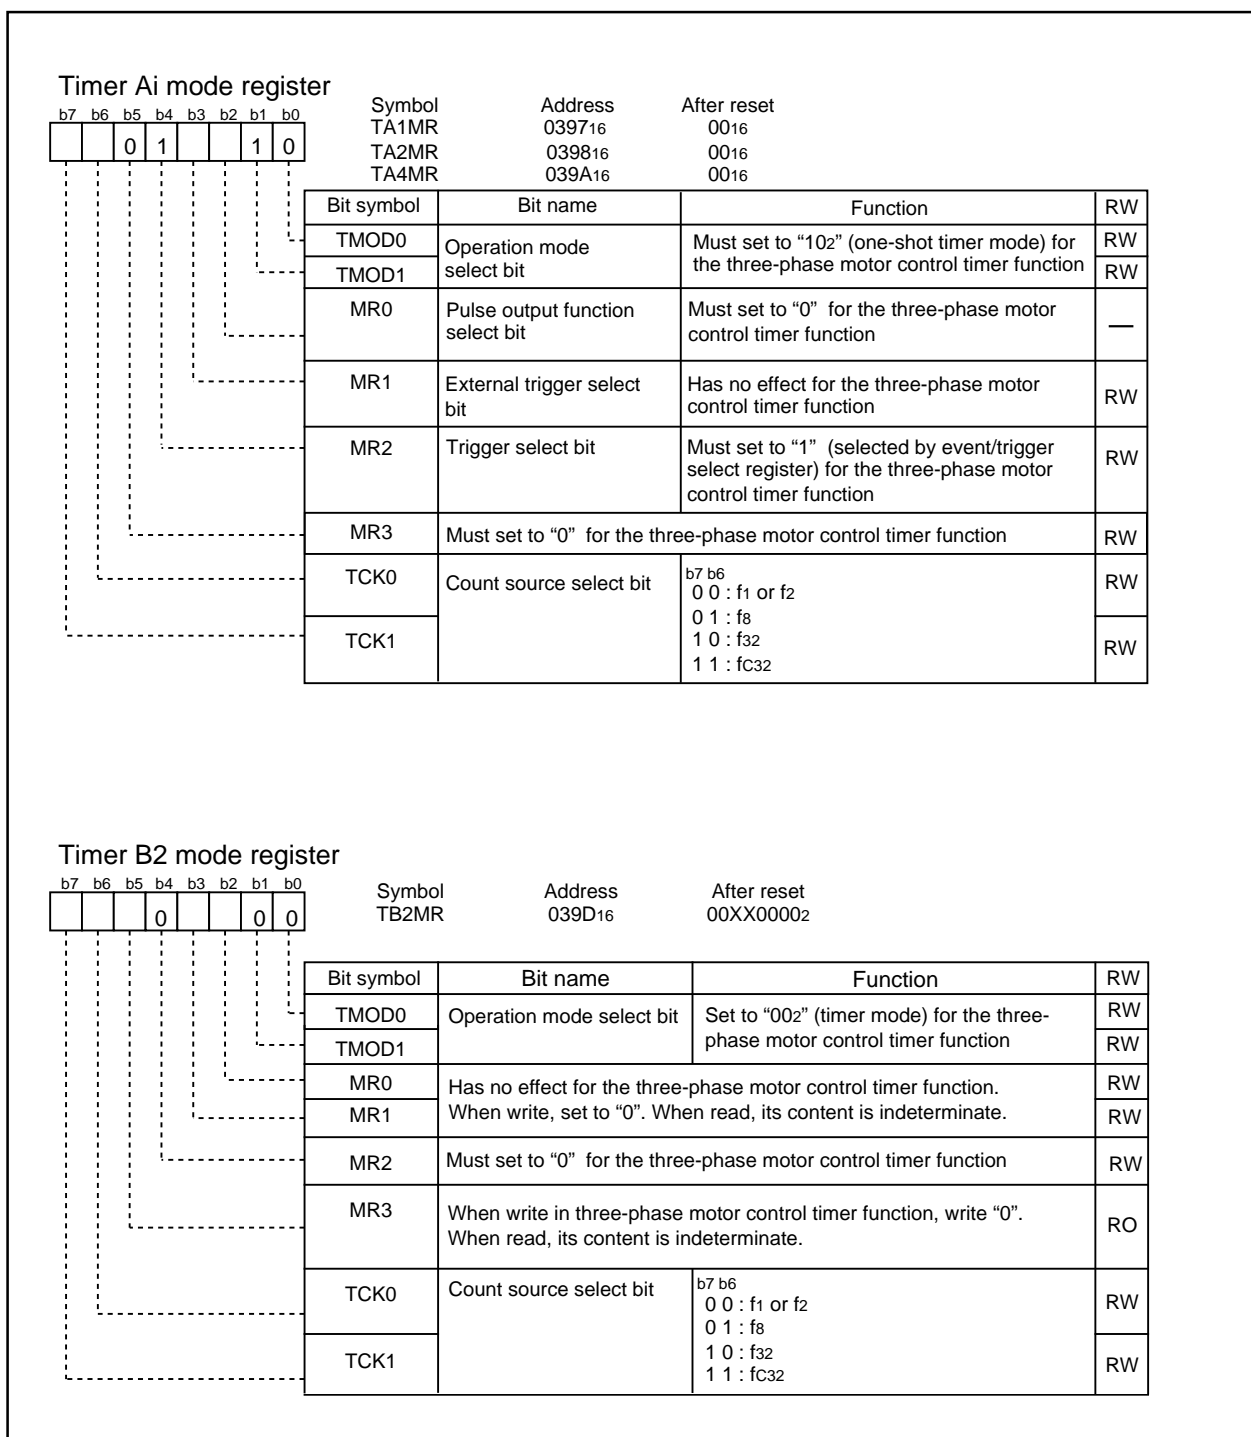 Timer Ai mode register
b7 b6 b5 b4 b3 b2 b1 b0
0 1 1 0
Symbol Address After reset
TA1MR 039716 0016
TA2MR 039816 0016
TA4MR 039A16 0016
Bit symbol Bit name Function RW
TMOD0 Operation mode select bit Must set to “102” (one-shot timer mode) for the three-phase motor control timer function RW
TMOD1 RW
MR0 Pulse output function select bit Must set to “0” for the three-phase motor control timer function —
MR1 External trigger select bit Has no effect for the three-phase motor control timer function RW
MR2 Trigger select bit Must set to “1” (selected by event/trigger select register) for the three-phase motor control timer function RW
MR3 Must set to “0” for the three-phase motor control timer function RW
TCK0 Count source select bit b7 b6 RW
0 0 : f1 or f2
0 1 : f8
TCK1 1 0 : f32 RW
1 1 : fC32
Timer B2 mode register
b7 b6 b5 b4 b3 b2 b1 b0
0 0 0
Symbol Address After reset
TB2MR 039D16 00XX00002
Bit symbol Bit name Function RW
TMOD0 Operation mode select bit Set to “002” (timer mode) for the three-phase motor control timer function RW
TMOD1 RW
MR0 Has no effect for the three-phase motor control timer function. RW
MR1 When write, set to “0”. When read, its content is indeterminate. RW
MR2 Must set to “0” for the three-phase motor control timer function RW
MR3 When write in three-phase motor control timer function, write “0”. When read, its content is indeterminate. RO
TCK0 Count source select bit b7 b6 RW
0 0 : f1 or f2
0 1 : f8
TCK1 1 0 : f32 RW
1 1 : fC32